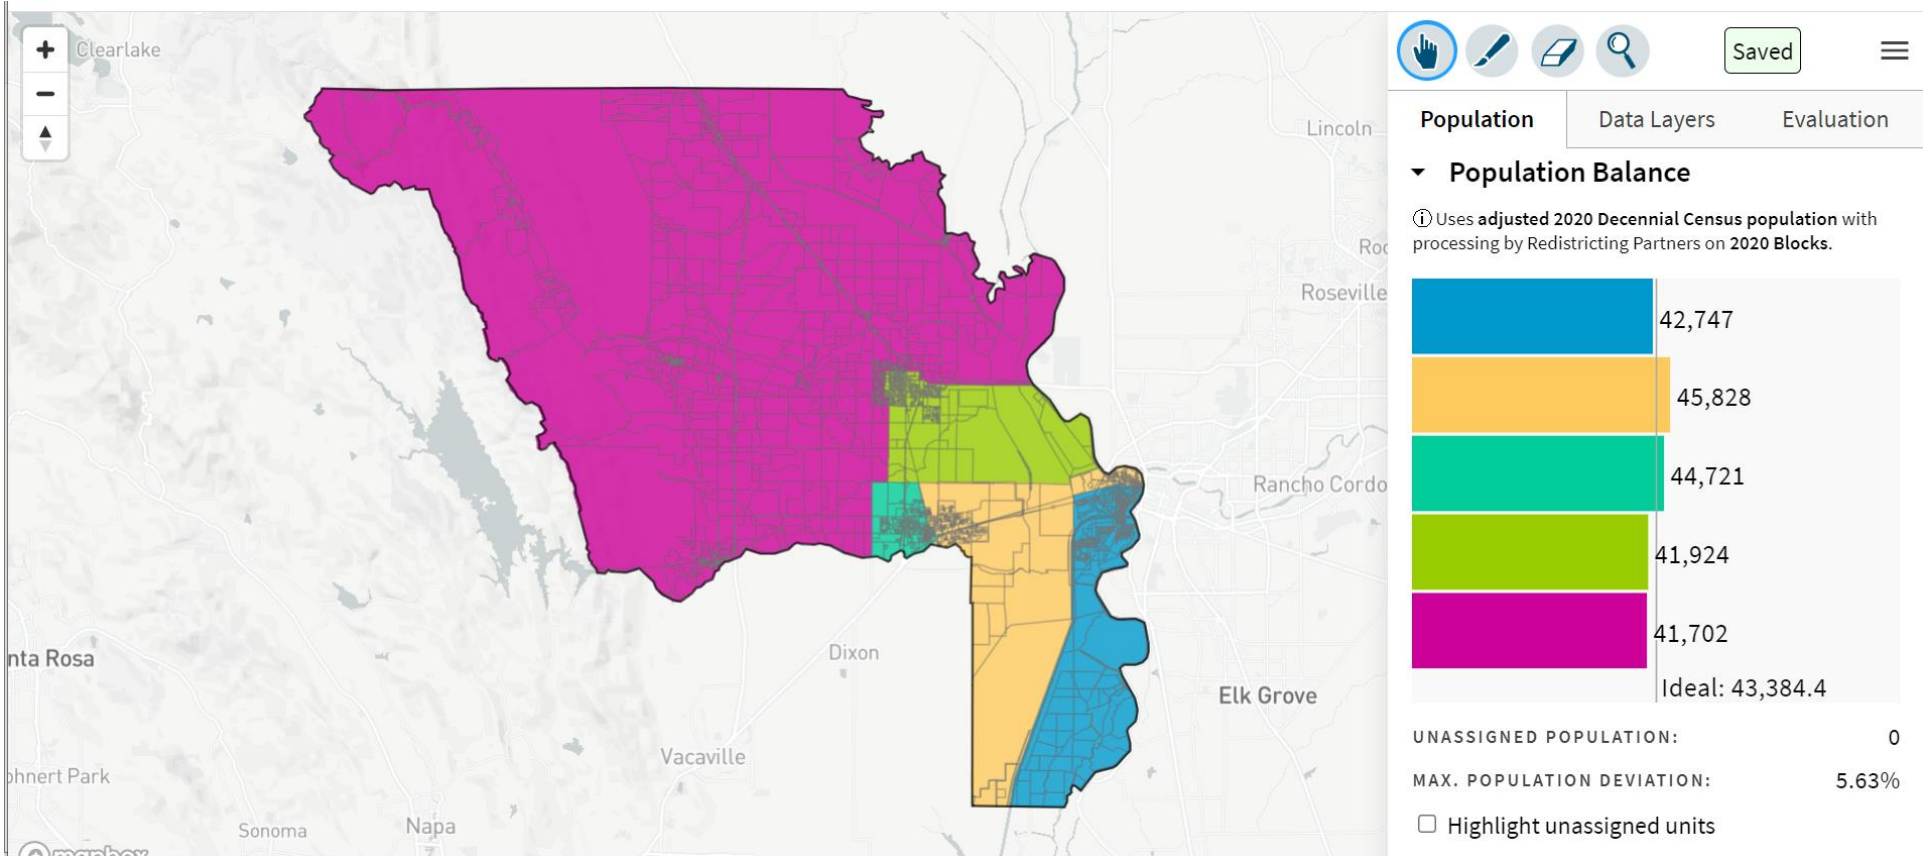 Clearlake
Lincoln
Roc
Roseville
Rancho Cordo
nta Rosa
Dixon
Elk Grove
Vacaville
ohnert Park
Sonoma
Napa
mapbox
Saved
Population
Data Layers
Evaluation
Population Balance
Uses adjusted 2020 Decennial Census population with
processing by Redistricting Partners on 2020 Blocks.
42,747
45,828
44,721
41,924
41,702
Ideal: 43,384.4
UNASSIGNED POPULATION: 0
MAX. POPULATION DEVIATION: 5.63%
Highlight unassigned units